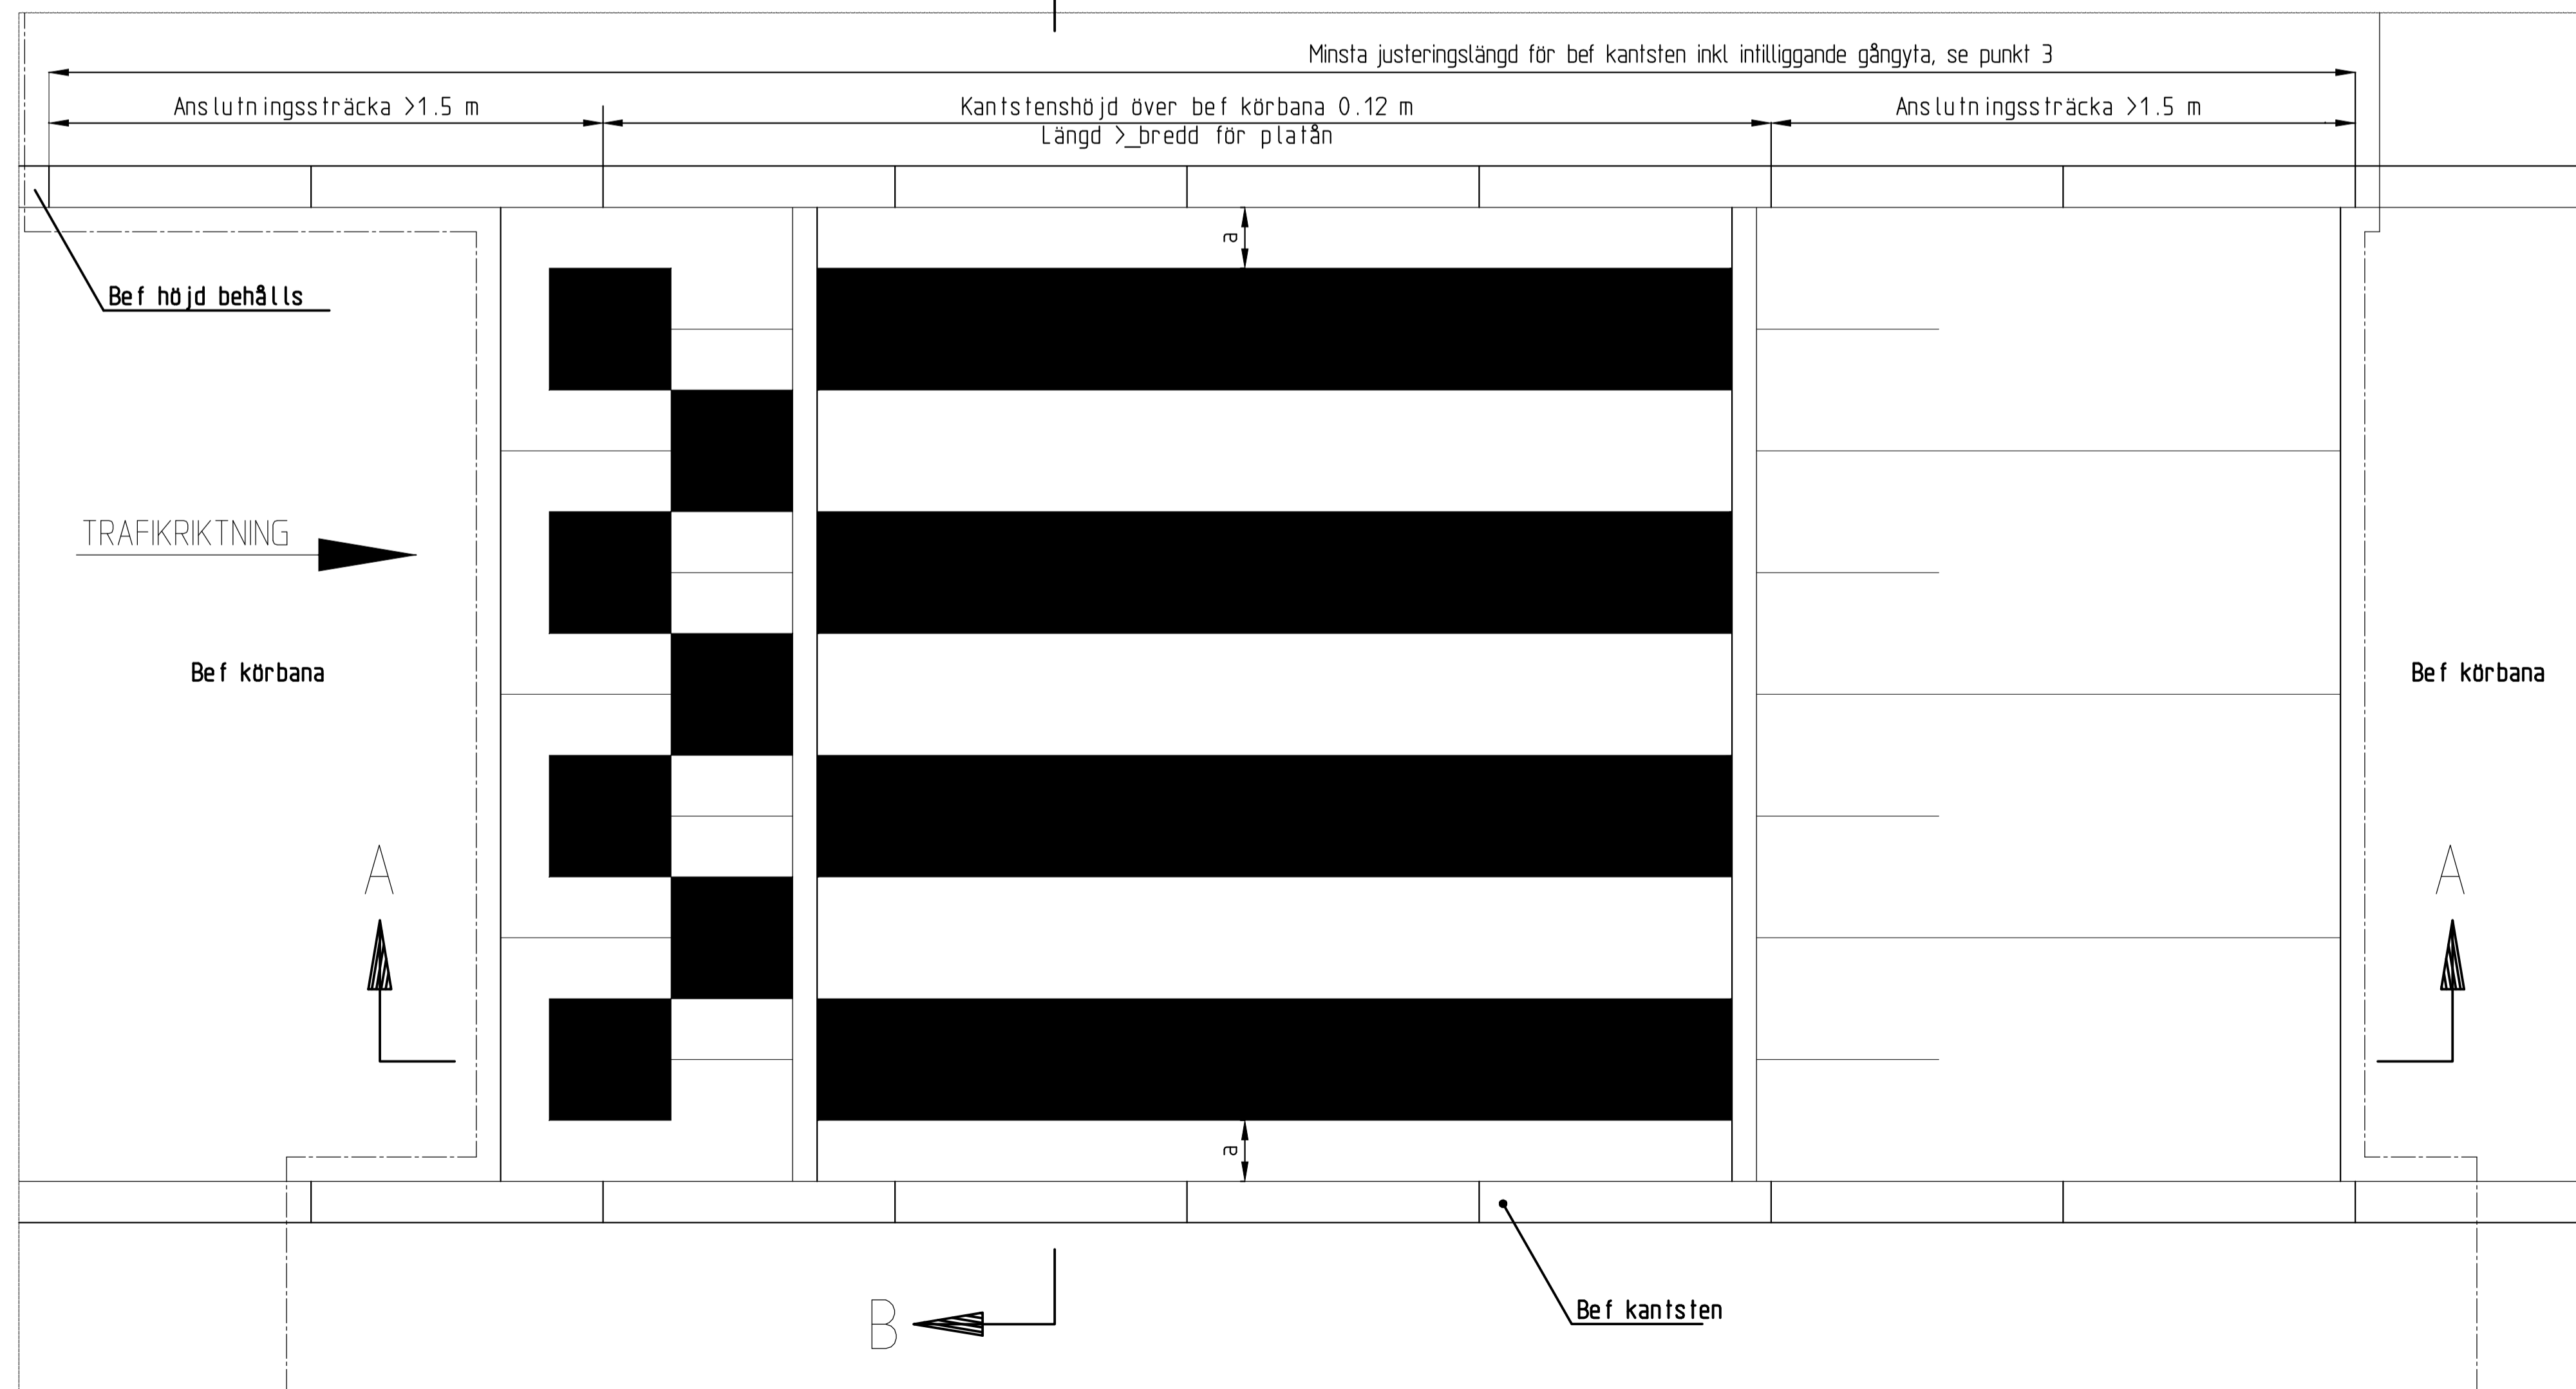 Minsta justeringslängd för bef kantsten inkl intilliggande gångyta, se punkt 3
Anslutningssträcka >1.5 m
Kantstenshöjd över bef körbana 0.12 m
Längd >_bredd för platån
Anslutningssträcka >1.5 m
a
Bef höjd behålls
TRAFIKRIKTNING
Bef körbana
Bef körbana
A
A
a
B
Bef kantsten